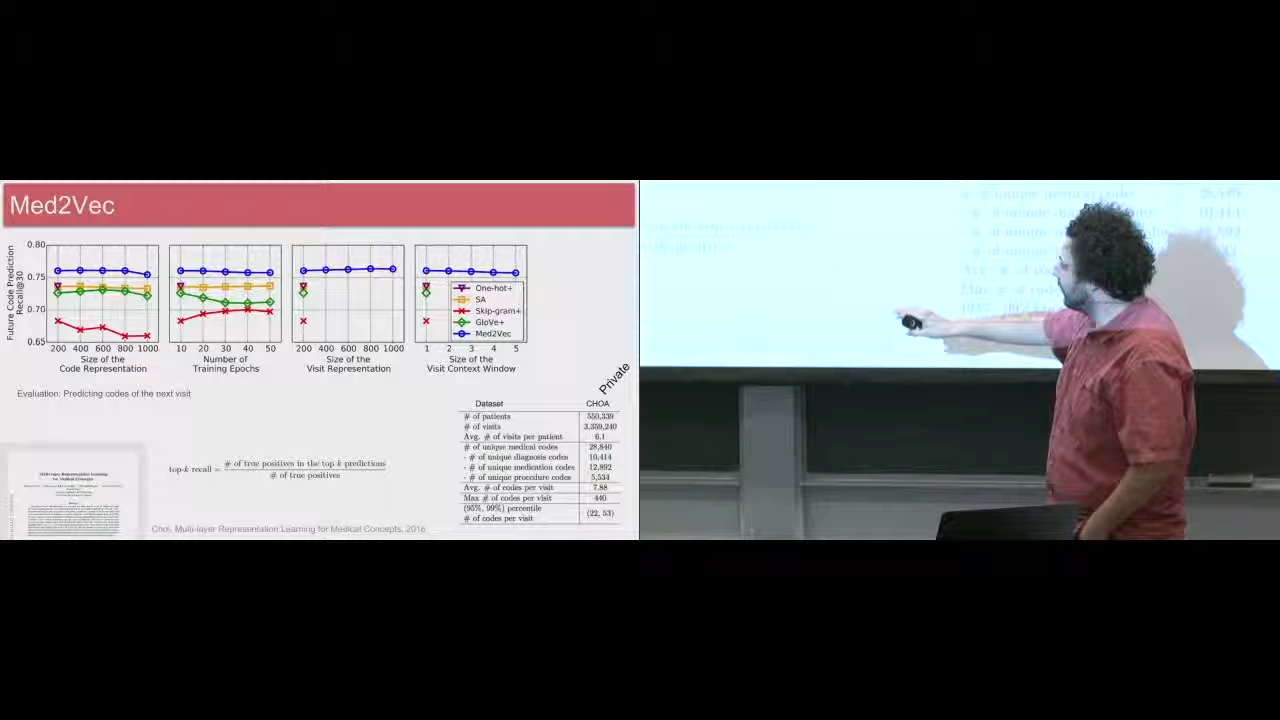 Med2Vec
Future Code Prediction
Recall@30
0.80
0.75
0.70
0.65
200 400 600 800 1000
Size of the
Code Representation
10 20 30 40 50
Number of
Training Epochs
200 400 600 800 1000
Size of the
Visit Representation
1 2 3 4 5
Size of the
Visit Context Window
One-hot+
SA
Skip-gram+
GloVe+
Med2Vec
Evaluation: Predicting codes of the next visit
Private
Dataset CHOA
# of patients 550,339
# of visits 3,359,240
Avg. # of visits per patient 6.1
# of unique medical codes 28,840
- # of unique diagnosis codes 10,414
- # of unique medication codes 12,892
- # of unique procedure codes 5,534
Avg. # of codes per visit 7.88
Max # of codes per visit 440
(95%, 99%) percentile
# of codes per visit (22, 53)
top-k recall = # of true positives in the top k predictions
# of true positives
Multi-layer Representation Learning
for Medical Concepts
Choi, Multi-layer Representation Learning for Medical Concepts, 2016